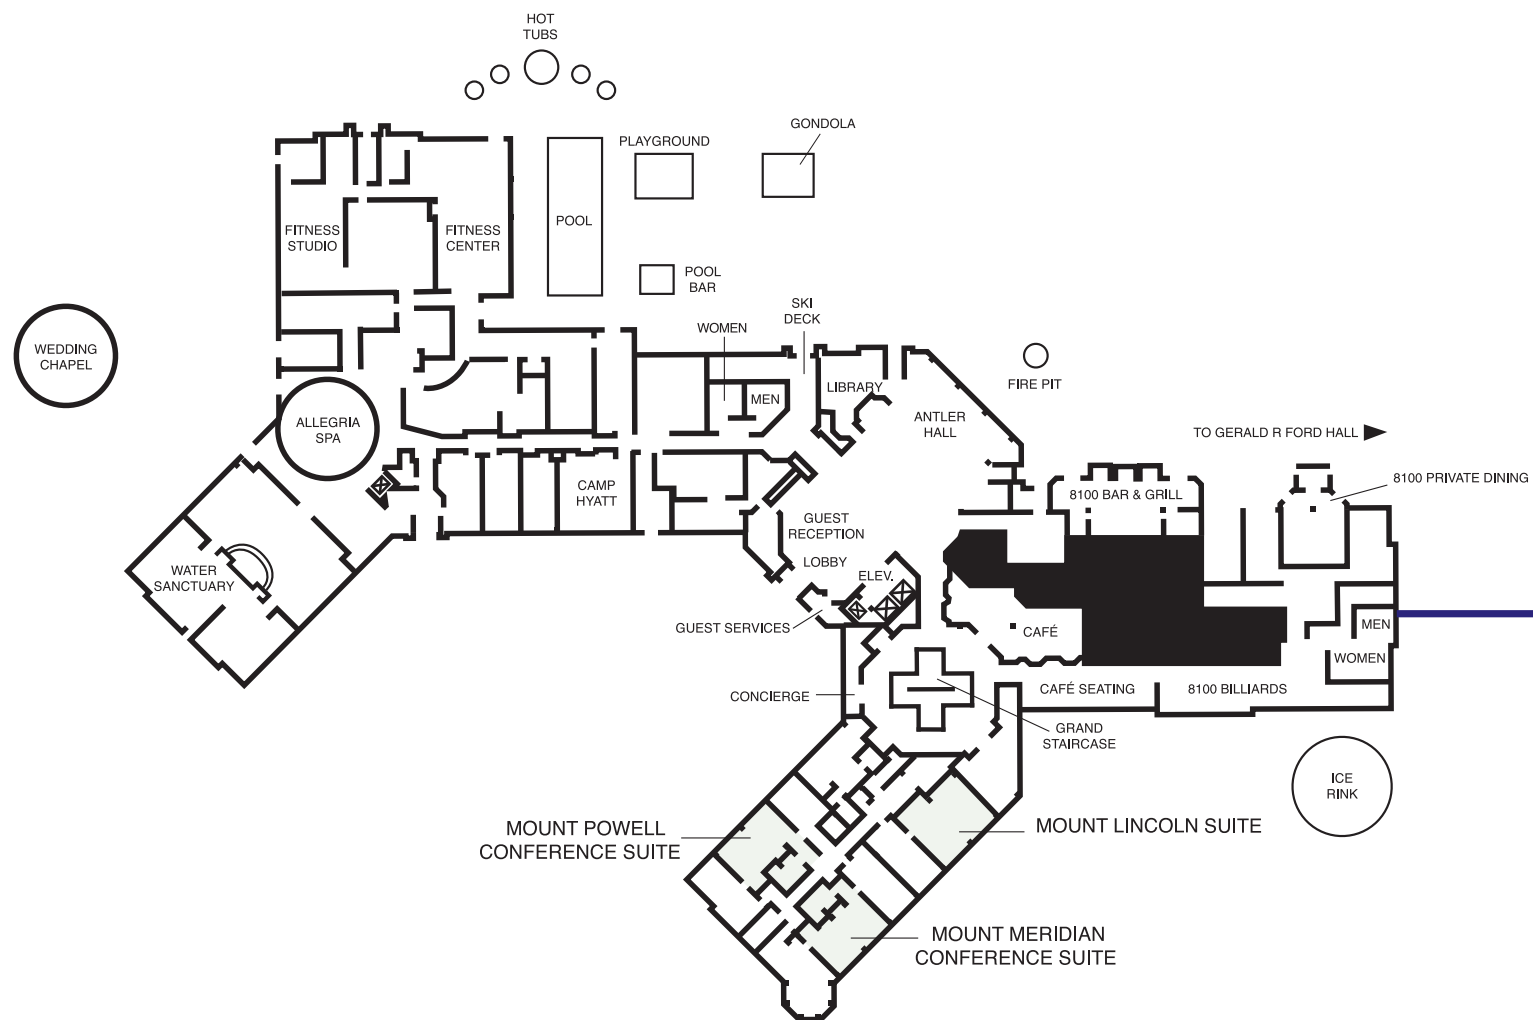 HOT
TUBS
GONDOLA
PLAYGROUND
POOL
FITNESS
STUDIO
FITNESS
CENTER
POOL
BAR
SKI
DECK
WOMEN
WEDDING
CHAPEL
FIRE PIT
LIBRARY
MEN
ALLEGRIA
SPA
ANTLER
HALL
TO GERALD R FORD HALL
8100 PRIVATE DINING
CAMP
HYATT
8100 BAR & GRILL
GUEST
RECEPTION
LOBBY
WATER
SANCTUARY
ELEV.
GUEST SERVICES
CAFÉ
MEN
WOMEN
CONCIERGE
CAFÉ SEATING
8100 BILLIARDS
GRAND
STAIRCASE
ICE
RINK
MOUNT POWELL
CONFERENCE SUITE
MOUNT LINCOLN SUITE
MOUNT MERIDIAN
CONFERENCE SUITE